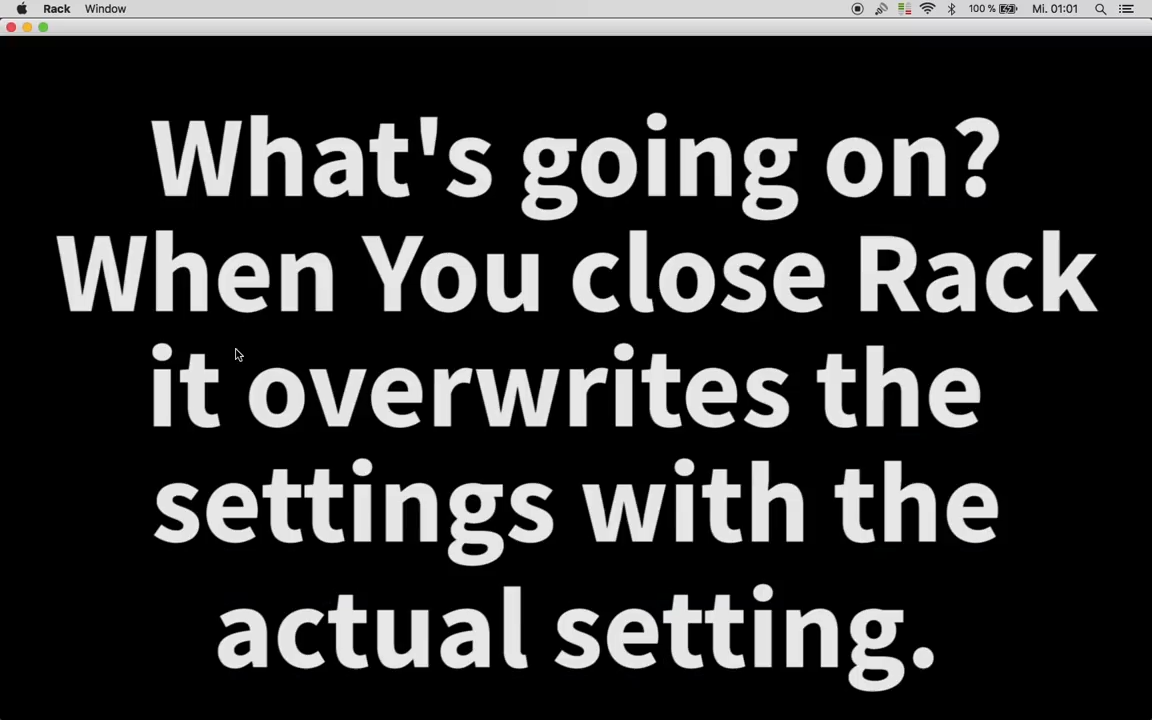 Rack Window 100 % Mi. 01:01
What's going on?
When You close Rack
it overwrites the
settings with the
actual setting.